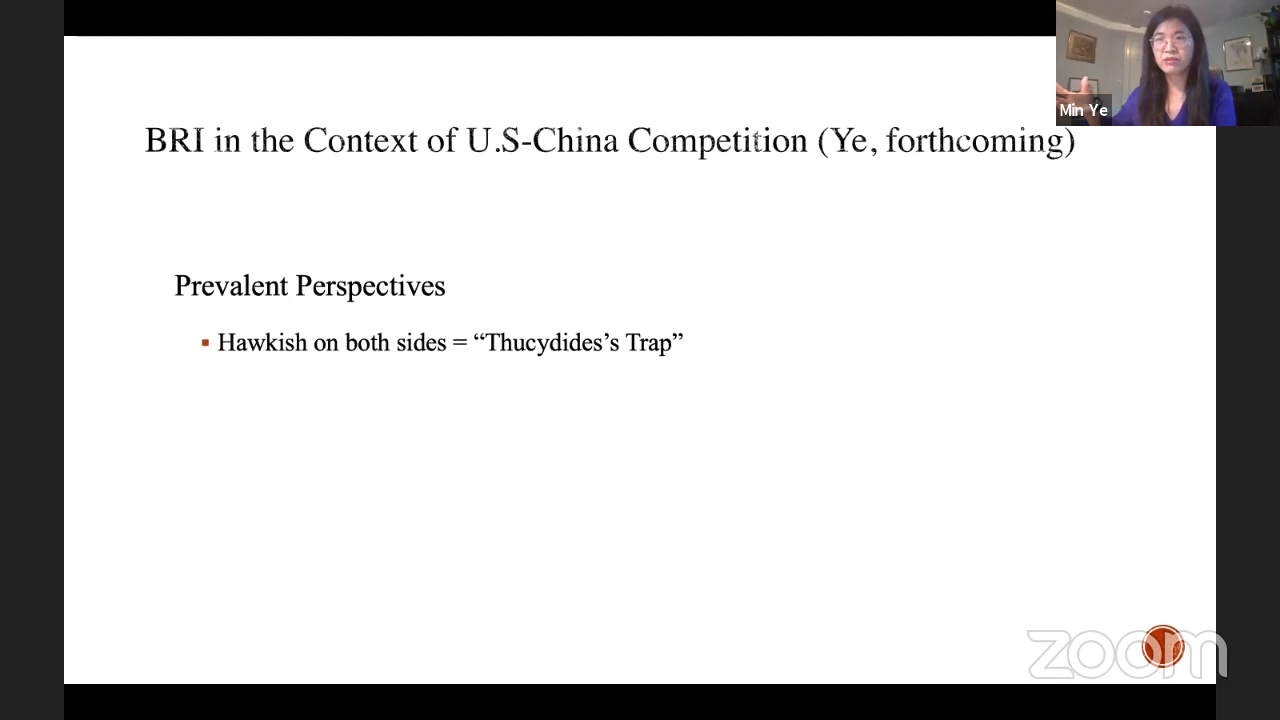 Min Ye
BRI in the Context of U.S-China Competition (Ye, forthcoming)
Prevalent Perspectives
▪ Hawkish on both sides = “Thucydides’s Trap”
zoom